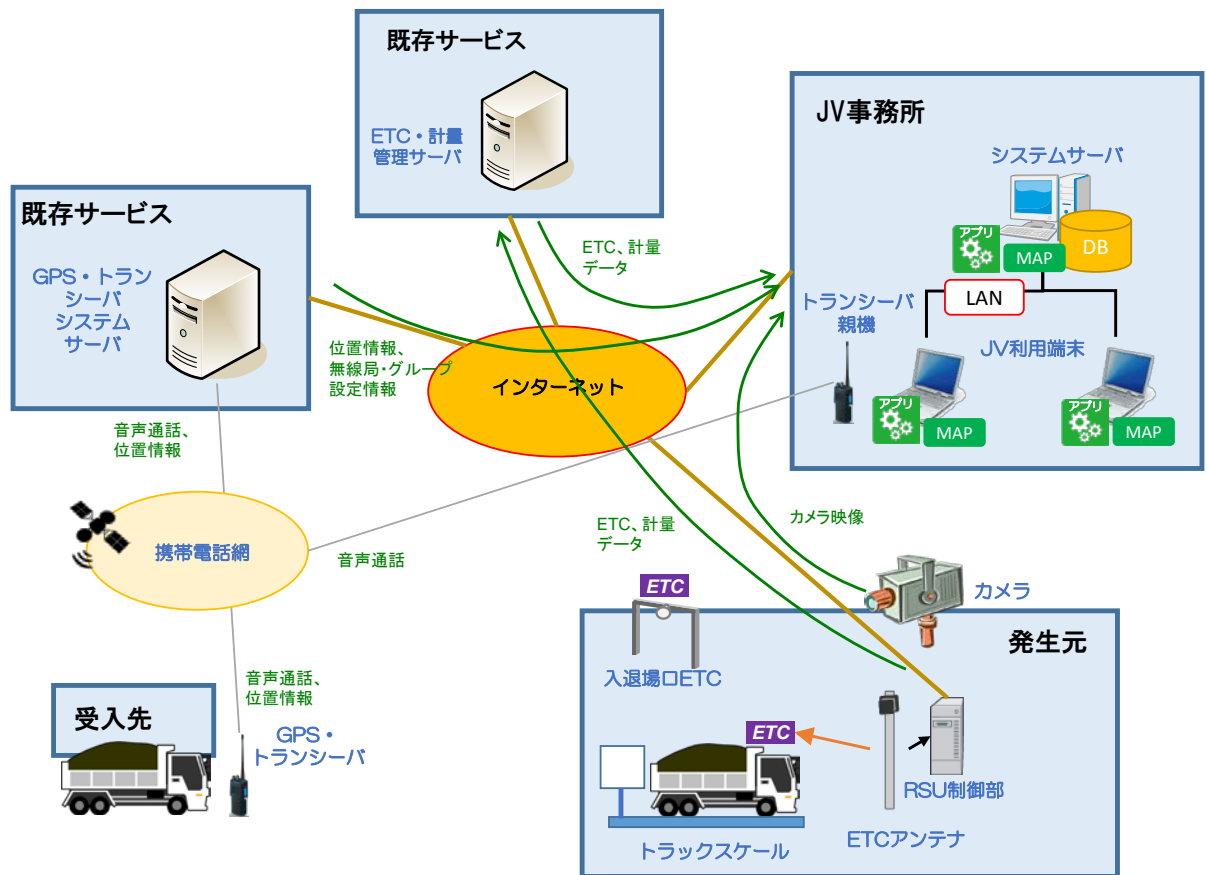 既存サービス
ETC・計量
管理サーバ
JV事務所
システムサーバ
アプリ
MAP
DB
LAN
トランシーバ
親機
JV利用端末
アプリ
MAP
アプリ
MAP
既存サービス
GPS・トラン
シーバ
システム
サーバ
ETC、計量
データ
位置情報、
無線局・グループ
設定情報
インターネット
音声通話、
位置情報
携帯電話網
音声通話
ETC、計量
データ
カメラ映像
カメラ
音声通話、
位置情報
受入先
GPS・
トランシーバ
発生元
ETC
入退場口ETC
ETC
RSU制御部
ETCアンテナ
トラックスケール